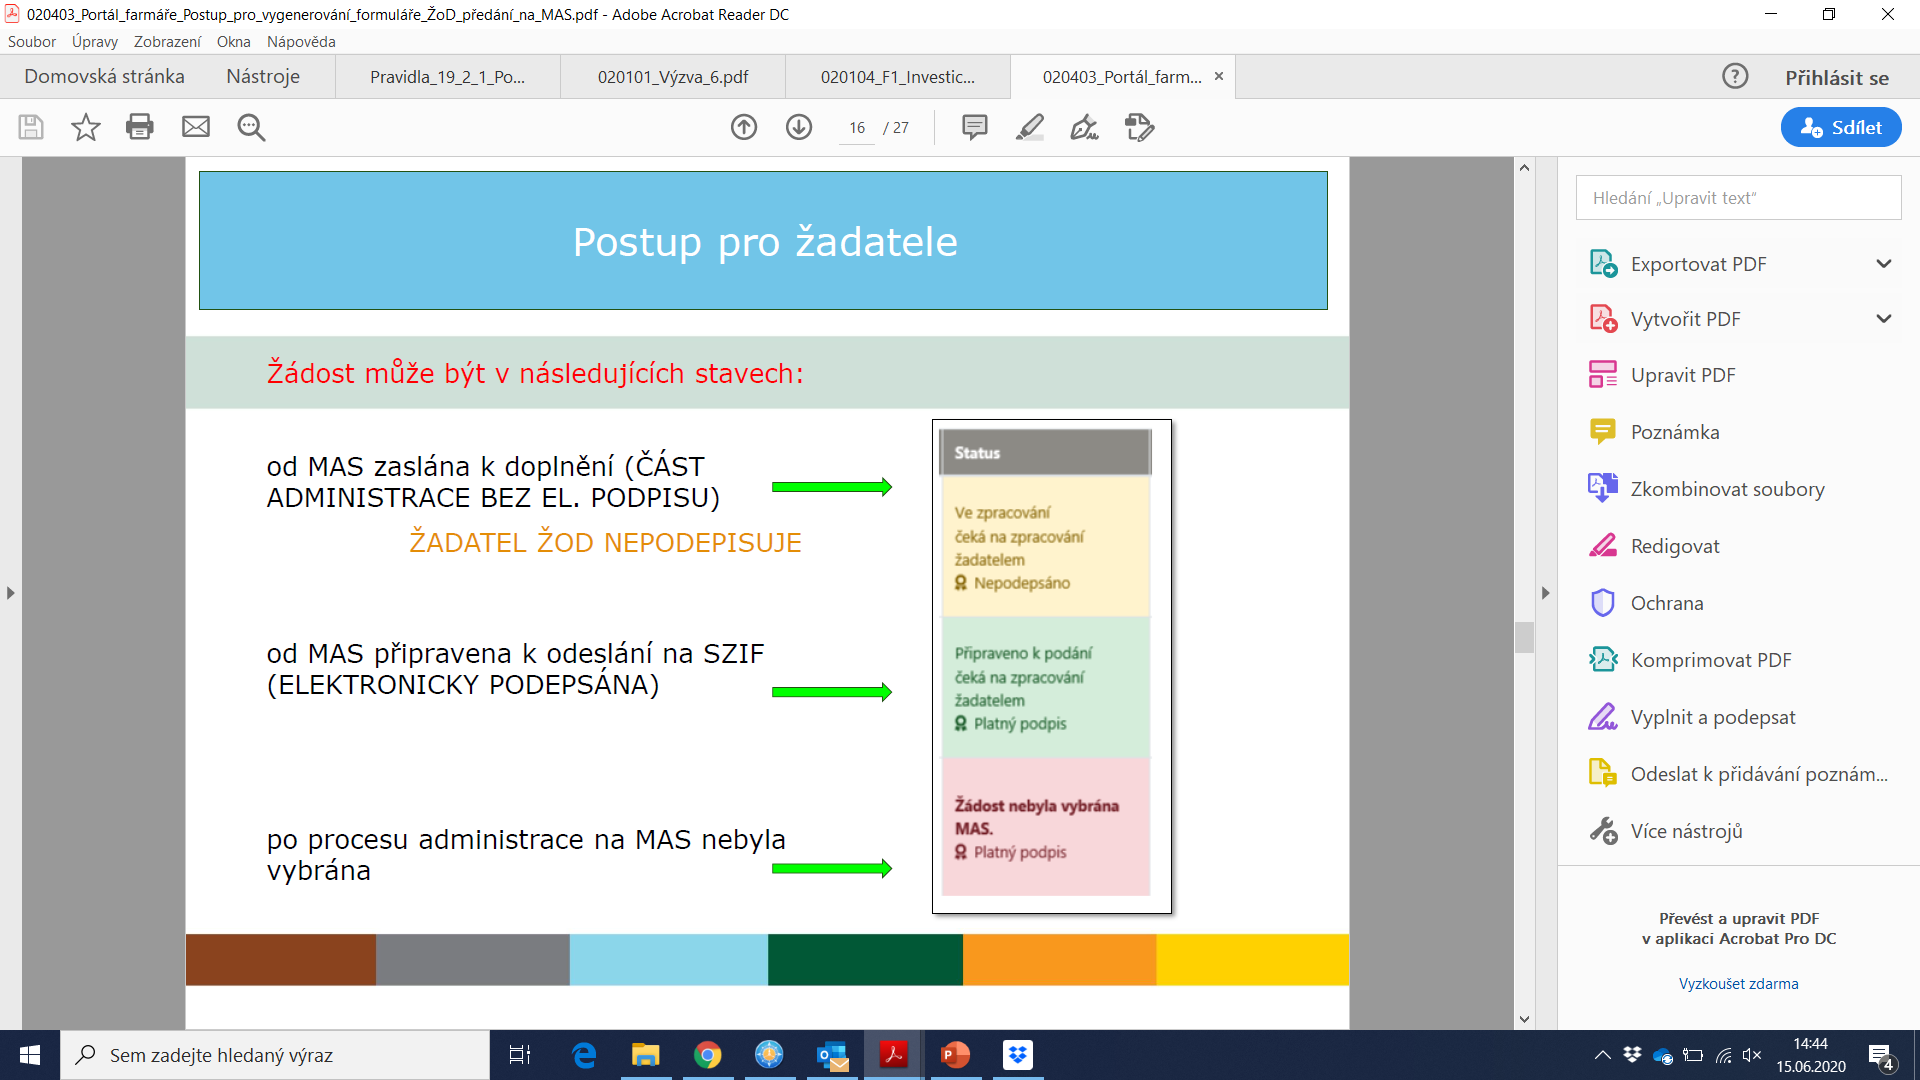 020403_Portál_farmáře_Postup_pro_vygenerování_formuláře_ŽoD_předání_na_MAS.pdf - Adobe Acrobat Reader DC
Soubor Úpravy Zobrazení Okna Nápověda
Domovská stránka Nástroje Pravidla_19_2_1_Po... 020101_Výzva_6.pdf 020104_F1_Investic... 020403_Portál_farm... × ? Přihlásit se
16 / 27 Sdílet
Postup pro žadatele
Žádost může být v následujících stavech:
od MAS zaslána k doplnění (ČÁST
ADMINISTRACE BEZ EL. PODPISU)
ŽADATEL ŽOD NEPODEPISUJE
od MAS připravena k odeslání na SZIF
(ELEKTRONICKY PODEPSÁNA)
po procesu administrace na MAS nebyla
vybrána
Status
Ve zpracování
čeká na zpracování
žadatelem
Nepodepsáno
Připraveno k podání
čeká na zpracování
žadatelem
Platný podpis
Žádost nebyla vybrána
MAS.
Platný podpis
Hledání „Upravit text“
Exportovat PDF
Vytvořit PDF
Upravit PDF
Poznámka
Zkombinovat soubory
Redigovat
Ochrana
Komprimovat PDF
Vyplnit a podepsat
Odeslat k přidávání poznám...
Více nástrojů
Převést a upravit PDF
v aplikaci Acrobat Pro DC
Vyzkoušet zdarma
Sem zadejte hledaný výraz
14:44
15.06.2020
4